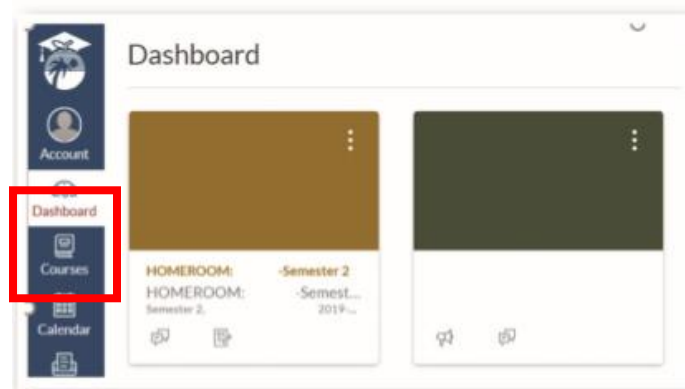 Dashboard
Account
Dashboard
Courses
Calendar
HOMEROOM: -Semester 2
HOMEROOM: -Semest...
Semester 2, 2019-...